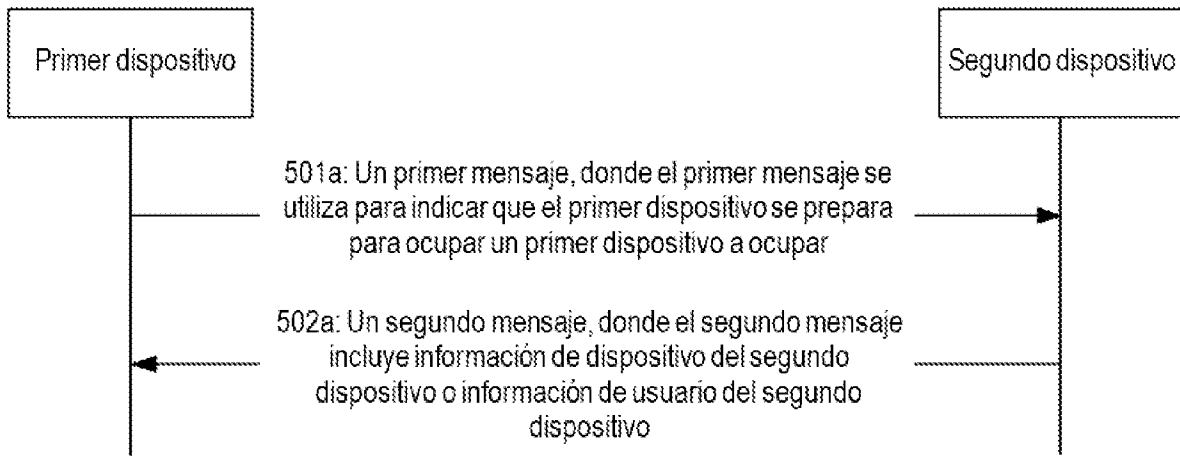 Primer dispositivo
Segundo dispositivo
501a: Un primer mensaje, donde el primer mensaje se
utiliza para indicar que el primer dispositivo se prepara
para ocupar un primer dispositivo a ocupar
502a: Un segundo mensaje, donde el segundo mensaje
incluye información de dispositivo del segundo
dispositivo o información de usuario del segundo
dispositivo